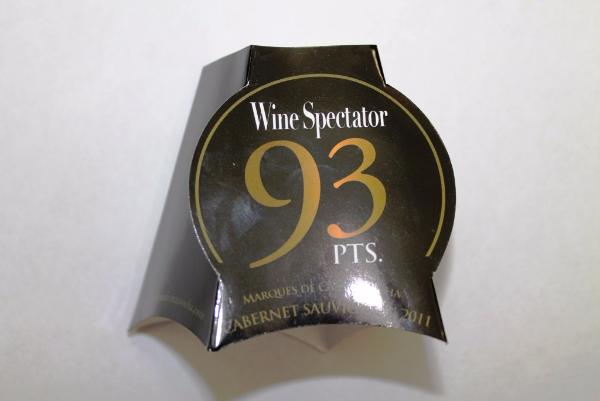 Wine Spectator
93
PTS.
MARQUES DE
CABERNET 2011